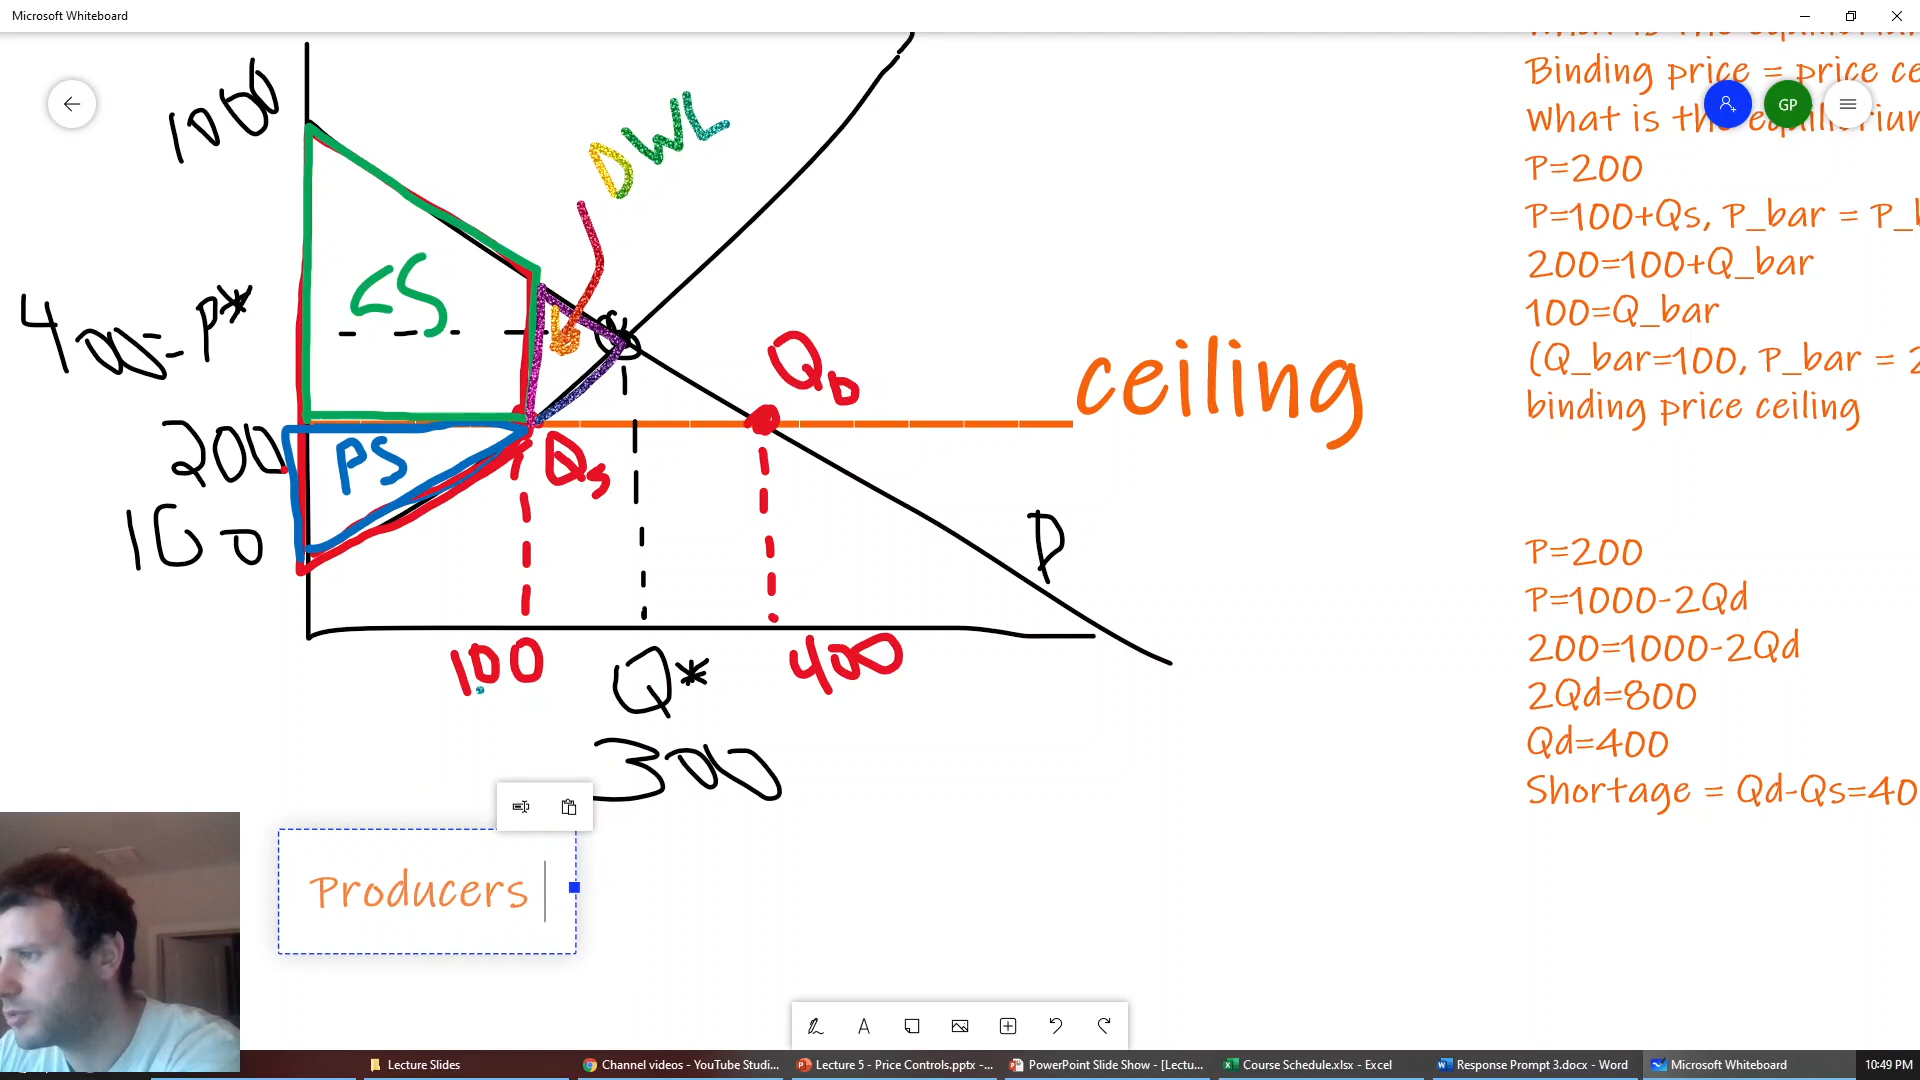 Microsoft Whiteboard
1000
DWL
CS
400=P*
200
PS
100
QD
Qs
ceiling
D
100
Q*
400
300
Producers
Binding price = price ce
What is the equilibrium
P=200
P=100+Qs, P_bar = P_b
200=100+Q_bar
100=Q_bar
(Q_bar=100, P_bar = 2
binding price ceiling
P=200
P=1000-2Qd
200=1000-2Qd
2Qd=800
Qd=400
Shortage = Qd-Qs=40
GP
Lecture Slides
Channel videos - YouTube Studi...
Lecture 5 - Price Controls.pptx -...
PowerPoint Slide Show - [Lectu...
Course Schedule.xlsx - Excel
Response Prompt 3.docx - Word
Microsoft Whiteboard
10:49 PM